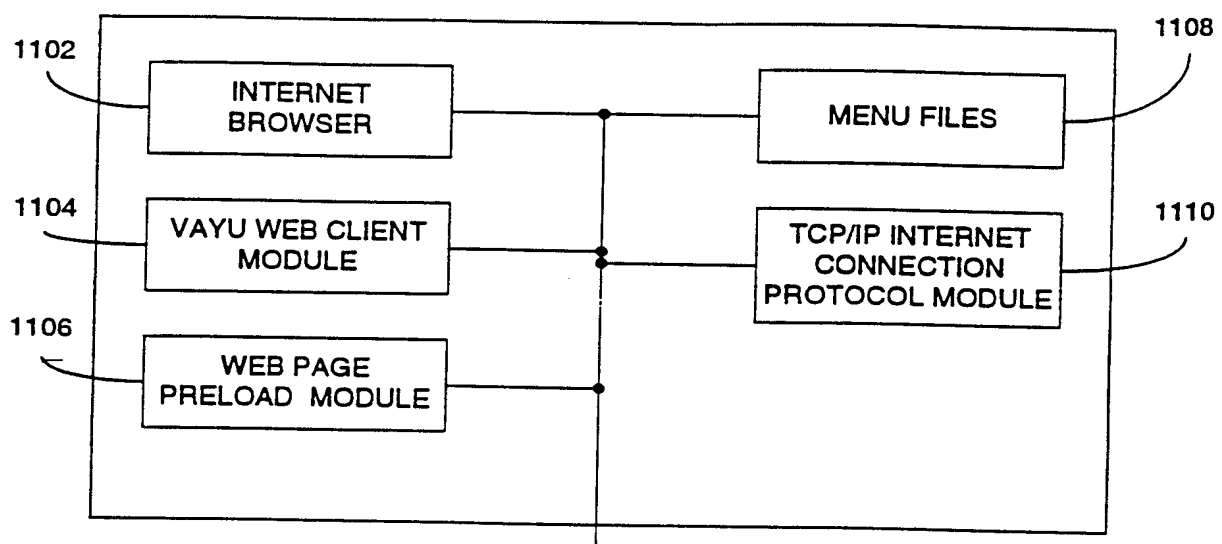 1102
INTERNET
BROWSER
1108
MENU FILES
1104
VAYU WEB CLIENT
MODULE
1110
TCP/IP INTERNET
CONNECTION
PROTOCOL MODULE
1106
WEB PAGE
PRELOAD MODULE